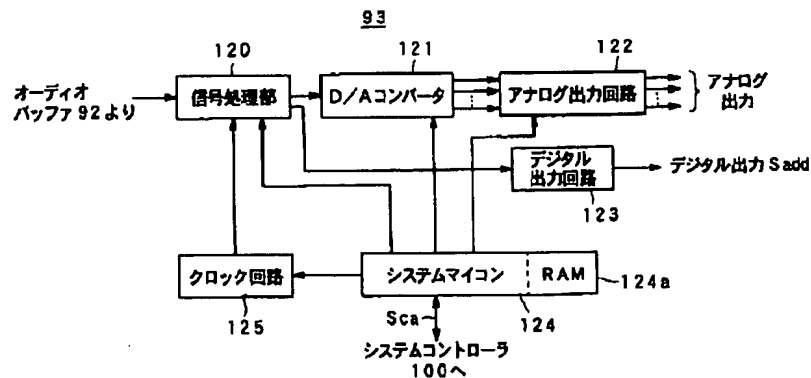 93
120
121
122
オーディオ
バッファ92より
信号処理部
D/Aコンバータ
アナログ出力回路
アナログ
出力
デジタル
出力回路
デジタル出力Sadd
123
クロック回路
システムマイコン
RAM
124a
125
Sca
124
システムコントローラ
100へ